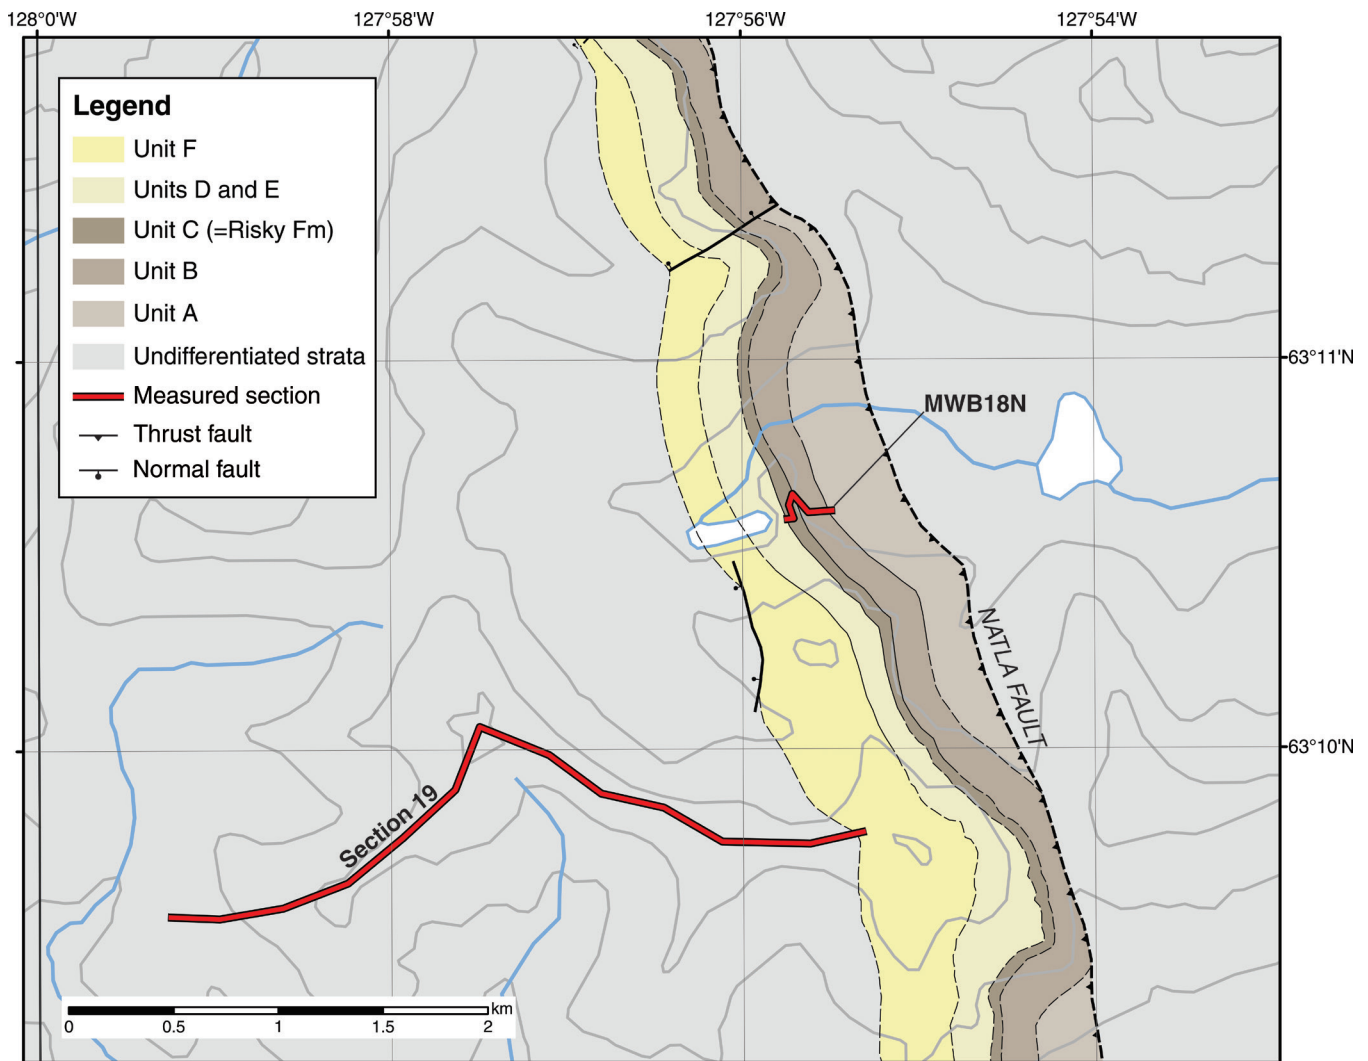 128°0'W
127°58'W
127°56'W
127°54'W
Legend
Unit F
Units D and E
Unit C (=Risky Fm)
Unit B
Unit A
Undifferentiated strata
Measured section
Thrust fault
Normal fault
63°11'N
MWB18N
NATLA FAULT
63°10'N
Section 19
km
0 0.5 1 1.5 2